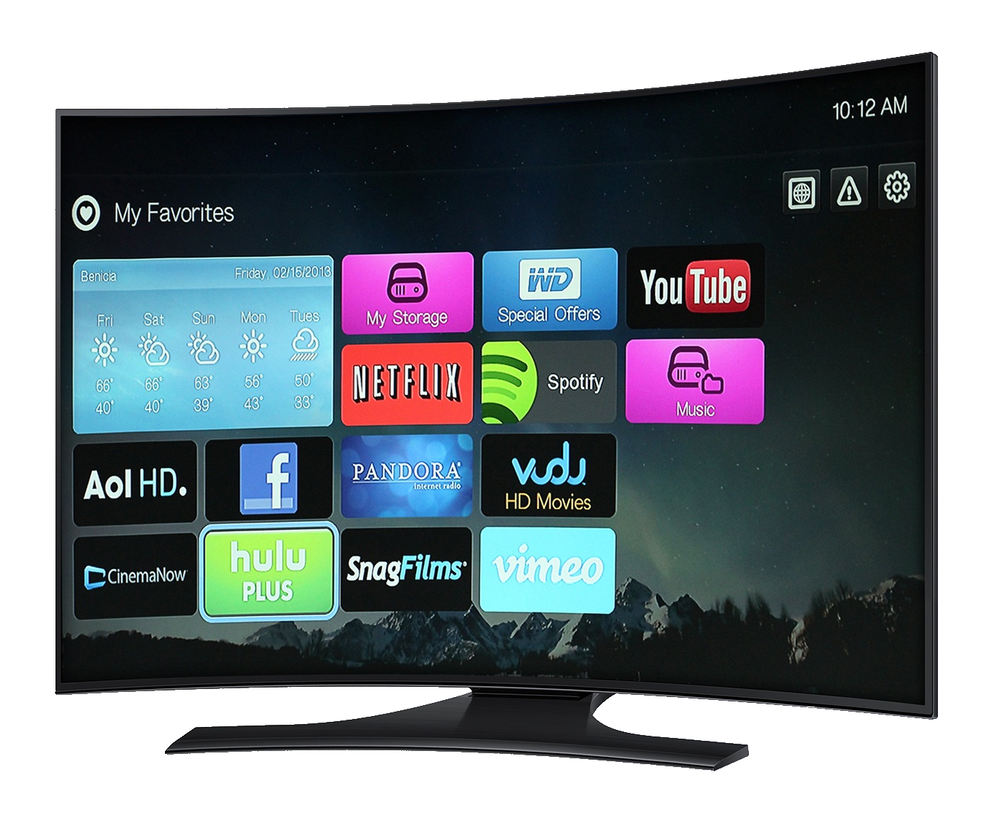 10:12 AM
My Favorites
Benicia
Friday, 02/15/2013
Fri Sat Sun Mon Tues
66° 66° 63° 56° 50°
40° 40° 39° 43° 33°
My Storage
WD
Special Offers
YouTube
NETFLIX
Spotify
Music
Aol HD.
f
PANDORA®
internet radio
vudu
HD Movies
CinemaNow
hulu
PLUS
SnagFilms
vimeo